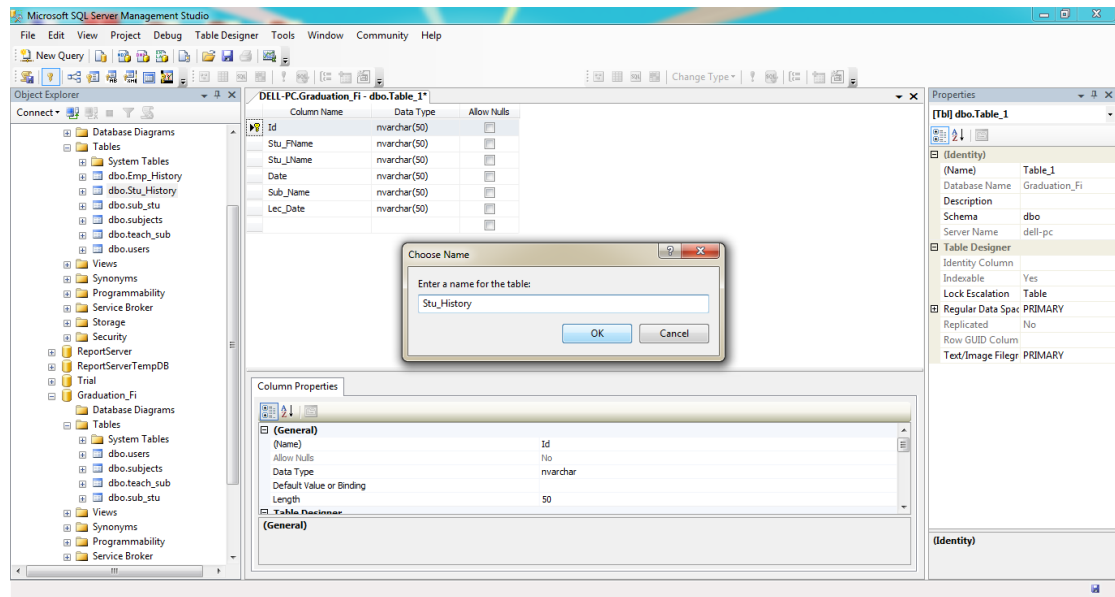 Microsoft SQL Server Management Studio
File Edit View Project Debug Table Designer Tools Window Community Help
New Query
Change Type
Object Explorer
Connect
Database Diagrams
Tables
System Tables
dbo.Emp_History
dbo.Stu_History
dbo.sub_stu
dbo.subjects
dbo.teach_sub
dbo.users
Views
Synonyms
Programmability
Service Broker
Storage
Security
ReportServer
ReportServerTempDB
Trial
Graduation_Fi
Database Diagrams
Tables
System Tables
dbo.users
dbo.subjects
dbo.teach_sub
dbo.sub_stu
Views
Synonyms
Programmability
Service Broker
DELL-PC.Graduation_Fi - dbo.Table_1*
Column Name Data Type Allow Nulls
Id nvarchar(50)
Stu_FName nvarchar(50)
Stu_LName nvarchar(50)
Date nvarchar(50)
Sub_Name nvarchar(50)
Lec_Date nvarchar(50)
Choose Name
Enter a name for the table:
Stu_History
OK Cancel
Column Properties
(General)
(Name) Id
Allow Nulls No
Data Type nvarchar
Default Value or Binding
Length 50
Table Designer
(General)
Properties
[Tbl] dbo.Table_1
(Identity)
(Name) Table_1
Database Name Graduation_Fi
Description
Schema dbo
Server Name dell-pc
Table Designer
Identity Column
Indexable Yes
Lock Escalation Table
Regular Data Spac PRIMARY
Replicated No
Row GUID Colum
Text/Image Filegr PRIMARY
(Identity)